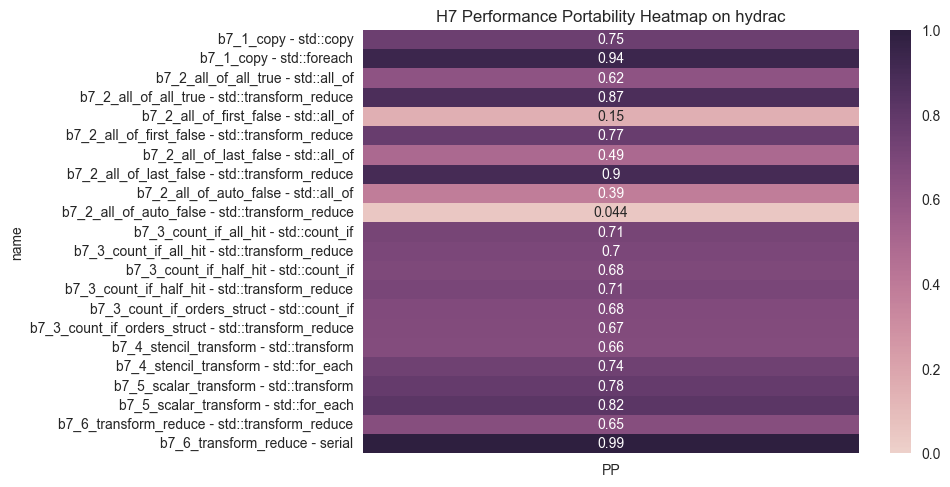 H7 Performance Portability Heatmap on hydrac
b7_1_copy - std::copy 0.75
b7_1_copy - std::foreach 0.94
b7_2_all_of_all_true - std::all_of 0.62
b7_2_all_of_all_true - std::transform_reduce 0.87
b7_2_all_of_first_false - std::all_of 0.15
b7_2_all_of_first_false - std::transform_reduce 0.77
b7_2_all_of_last_false - std::all_of 0.49
b7_2_all_of_last_false - std::transform_reduce 0.9
b7_2_all_of_auto_false - std::all_of 0.39
b7_2_all_of_auto_false - std::transform_reduce 0.044
b7_3_count_if_all_hit - std::count_if 0.71
b7_3_count_if_all_hit - std::transform_reduce 0.7
b7_3_count_if_half_hit - std::count_if 0.68
b7_3_count_if_half_hit - std::transform_reduce 0.71
b7_3_count_if_orders_struct - std::count_if 0.68
b7_3_count_if_orders_struct - std::transform_reduce 0.67
b7_4_stencil_transform - std::transform 0.66
b7_4_stencil_transform - std::for_each 0.74
b7_5_scalar_transform - std::transform 0.78
b7_5_scalar_transform - std::for_each 0.82
b7_6_transform_reduce - std::transform_reduce 0.65
b7_6_transform_reduce - serial 0.99
name
PP
1.0
0.8
0.6
0.4
0.2
0.0